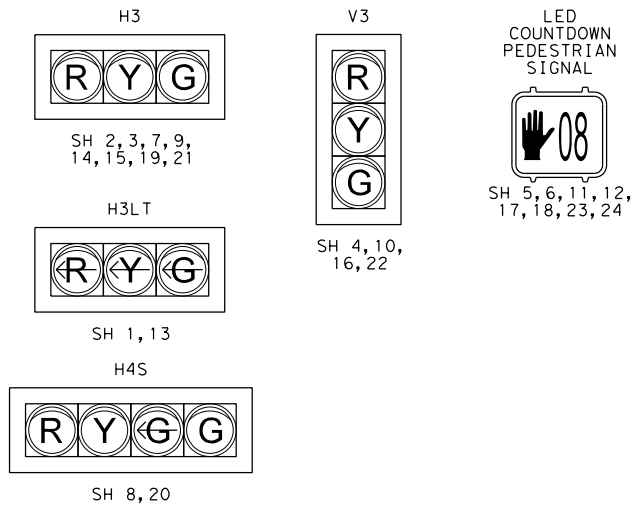 H3
R Y G
SH 2,3,7,9,
14,15,19,21
H3LT
R Y G
SH 1,13
H4S
R Y G G
SH 8,20
V3
R
Y
G
SH 4,10,
16,22
LED
COUNTDOWN
PEDESTRIAN
SIGNAL
08
SH 5,6,11,12,
17,18,23,24